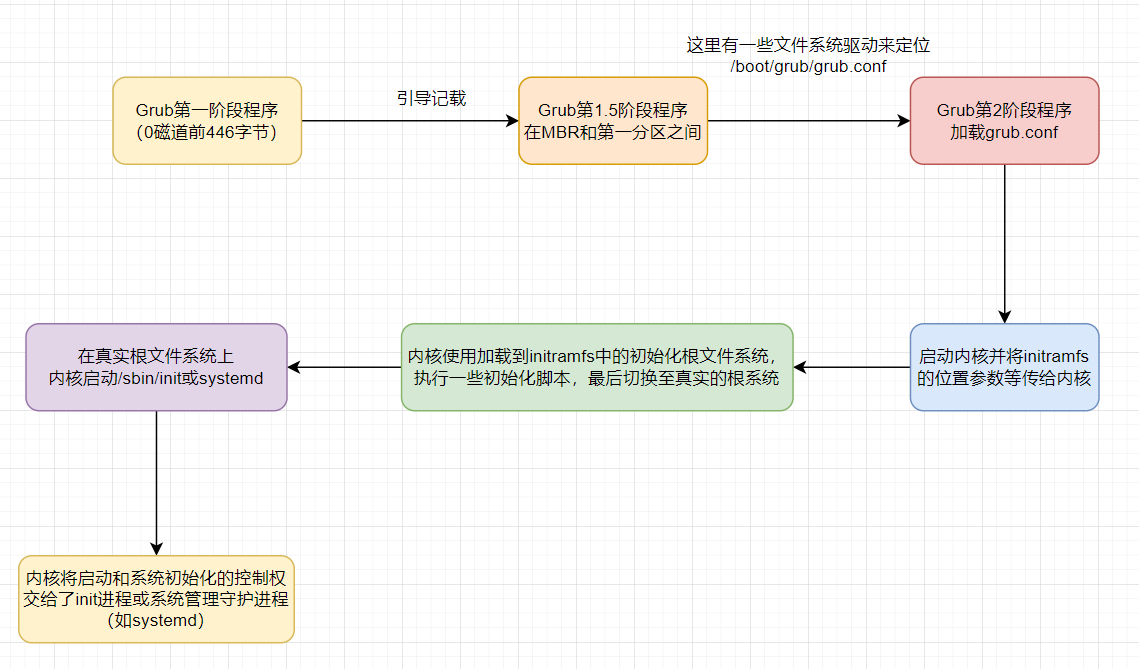 这里有一些文件系统驱动来定位
/boot/grub/grub.conf
引导记载
Grub第一阶段程序
（0磁道前446字节）
Grub第1.5阶段程序
在MBR和第一分区之间
Grub第2阶段程序
加载grub.conf
启动内核并将initramfs
的位置参数等传给内核
内核使用加载到initramfs中的初始化根文件系统，
执行一些初始化脚本，最后切换至真实的根系统
在真实根文件系统上
内核启动/sbin/init或systemd
内核将启动和系统初始化的控制权
交给了init进程或系统管理守护进程
（如systemd）